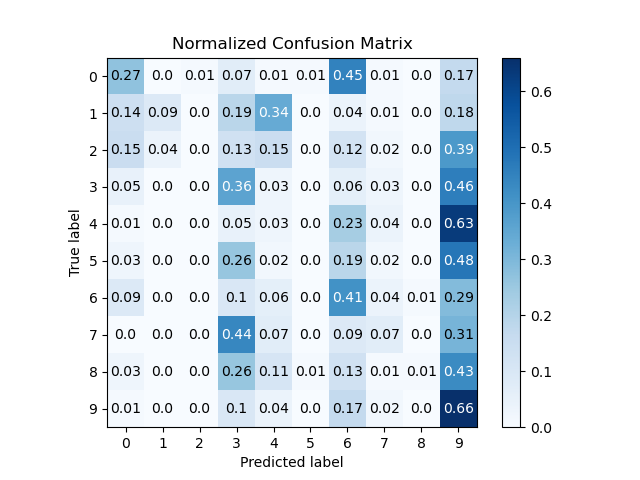 Normalized Confusion Matrix
0 0.27 0.0 0.01 0.07 0.01 0.01 0.45 0.01 0.0 0.17
1 0.14 0.09 0.0 0.19 0.34 0.0 0.04 0.01 0.0 0.18
2 0.15 0.04 0.0 0.13 0.15 0.0 0.12 0.02 0.0 0.39
3 0.05 0.0 0.0 0.36 0.03 0.0 0.06 0.03 0.0 0.46
4 0.01 0.0 0.0 0.05 0.03 0.0 0.23 0.04 0.0 0.63
5 0.03 0.0 0.0 0.26 0.02 0.0 0.19 0.02 0.0 0.48
6 0.09 0.0 0.0 0.1 0.06 0.0 0.41 0.04 0.01 0.29
7 0.0 0.0 0.0 0.44 0.07 0.0 0.09 0.07 0.0 0.31
8 0.03 0.0 0.0 0.26 0.11 0.01 0.13 0.01 0.01 0.43
9 0.01 0.0 0.0 0.1 0.04 0.0 0.17 0.02 0.0 0.66
0 1 2 3 4 5 6 7 8 9
Predicted label
True label
0.6
0.5
0.4
0.3
0.2
0.1
0.0